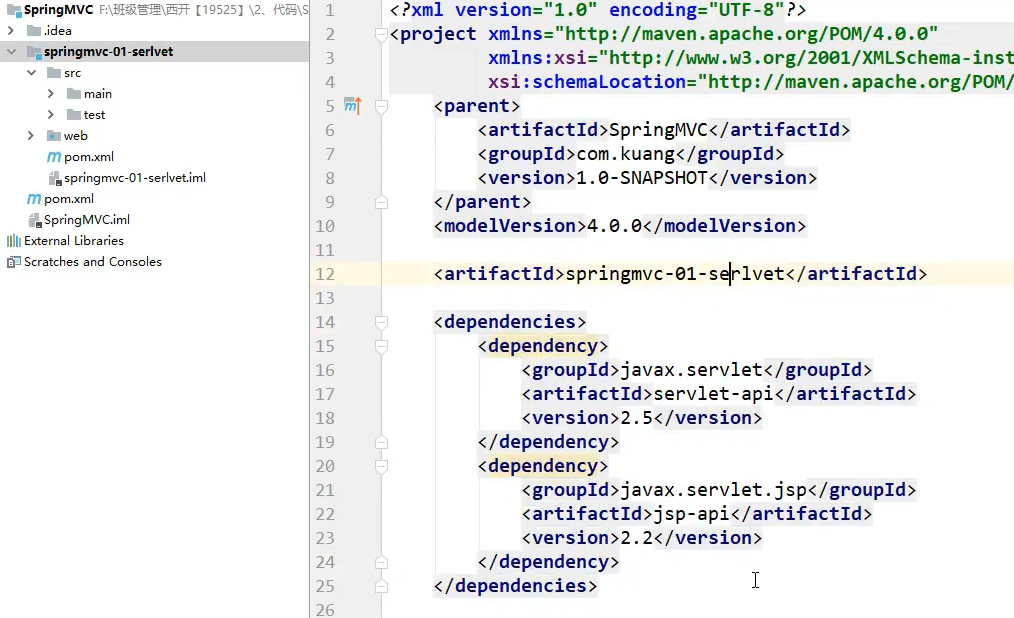 SpringMVC F:\班级管理\西开【19525】\2、代码\S
.idea
springmvc-01-serlvet
src
main
test
web
pom.xml
springmvc-01-serlvet.iml
pom.xml
SpringMVC.iml
External Libraries
Scratches and Consoles
1 <?xml version="1.0" encoding="UTF-8"?>
2 <project xmlns="http://maven.apache.org/POM/4.0.0"
3 xmlns:xsi="http://www.w3.org/2001/XMLSchema-inst
4 xsi:schemaLocation="http://maven.apache.org/POM/
5 <parent>
6 <artifactId>SpringMVC</artifactId>
7 <groupId>com.kuang</groupId>
8 <version>1.0-SNAPSHOT</version>
9 </parent>
10 <modelVersion>4.0.0</modelVersion>
11
12 <artifactId>springmvc-01-serlvet</artifactId>
13
14 <dependencies>
15 <dependency>
16 <groupId>javax.servlet</groupId>
17 <artifactId>servlet-api</artifactId>
18 <version>2.5</version>
19 </dependency>
20 <dependency>
21 <groupId>javax.servlet.jsp</groupId>
22 <artifactId>jsp-api</artifactId>
23 <version>2.2</version>
24 </dependency>
25 </dependencies>
26